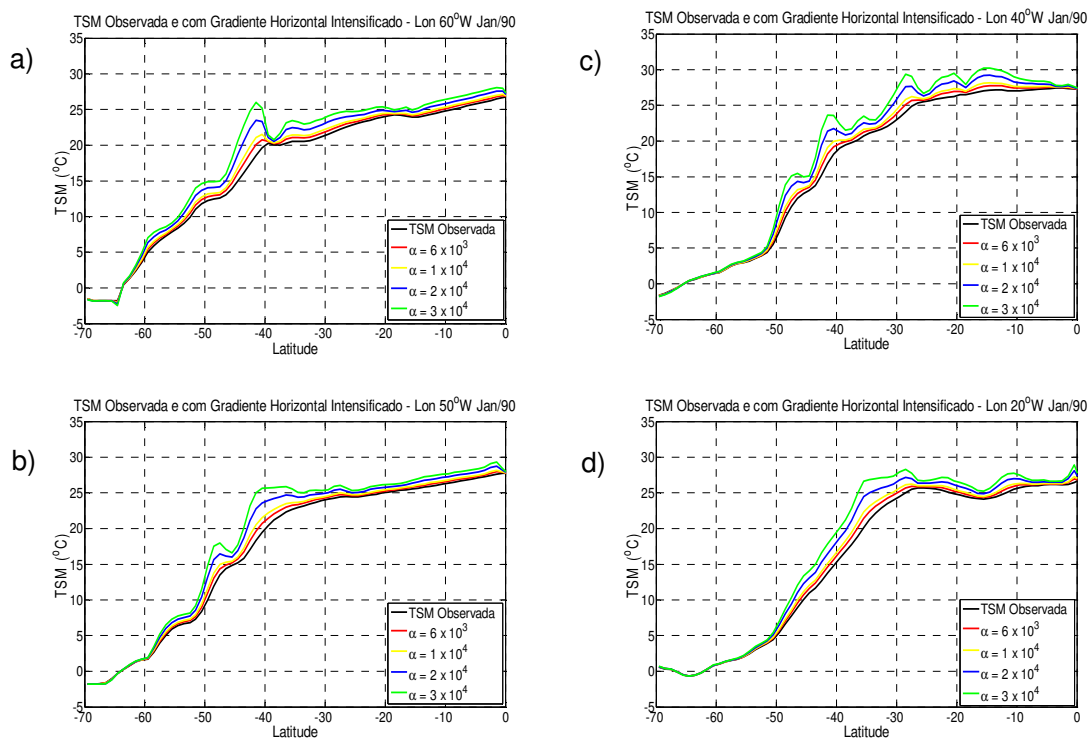 a)
TSM Observada e com Gradiente Horizontal Intensificado - Lon 60°W Jan/90
TSM (°C)
35
30
25
20
15
10
5
0
-5
-70 -60 -50 -40 -30 -20 -10 0
Latitude
TSM Observada
α = 6 x 10³
α = 1 x 10⁴
α = 2 x 10⁴
α = 3 x 10⁴
c)
TSM Observada e com Gradiente Horizontal Intensificado - Lon 40°W Jan/90
TSM (°C)
35
30
25
20
15
10
5
0
-5
-70 -60 -50 -40 -30 -20 -10 0
Latitude
TSM Observada
α = 6 x 10³
α = 1 x 10⁴
α = 2 x 10⁴
α = 3 x 10⁴
b)
TSM Observada e com Gradiente Horizontal Intensificado - Lon 50°W Jan/90
TSM (°C)
35
30
25
20
15
10
5
0
-5
-70 -60 -50 -40 -30 -20 -10 0
Latitude
TSM Observada
α = 6 x 10³
α = 1 x 10⁴
α = 2 x 10⁴
α = 3 x 10⁴
d)
TSM Observada e com Gradiente Horizontal Intensificado - Lon 20°W Jan/90
TSM (°C)
35
30
25
20
15
10
5
0
-5
-70 -60 -50 -40 -30 -20 -10 0
Latitude
TSM Observada
α = 6 x 10³
α = 1 x 10⁴
α = 2 x 10⁴
α = 3 x 10⁴